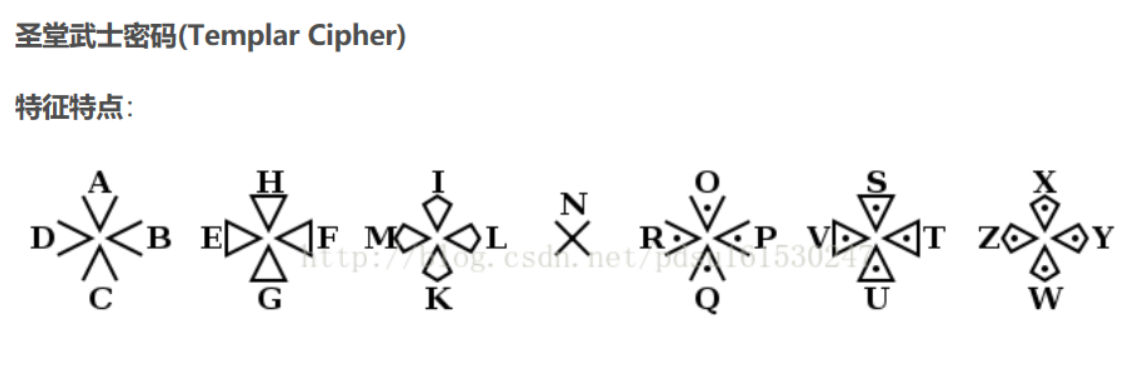 圣堂武士密码(Templar Cipher)
特征特点：
A H I O S X
N
D B E F M L R P V T Z Y
http://blog.csdn.net/pdsu161530247
C G K Q U W